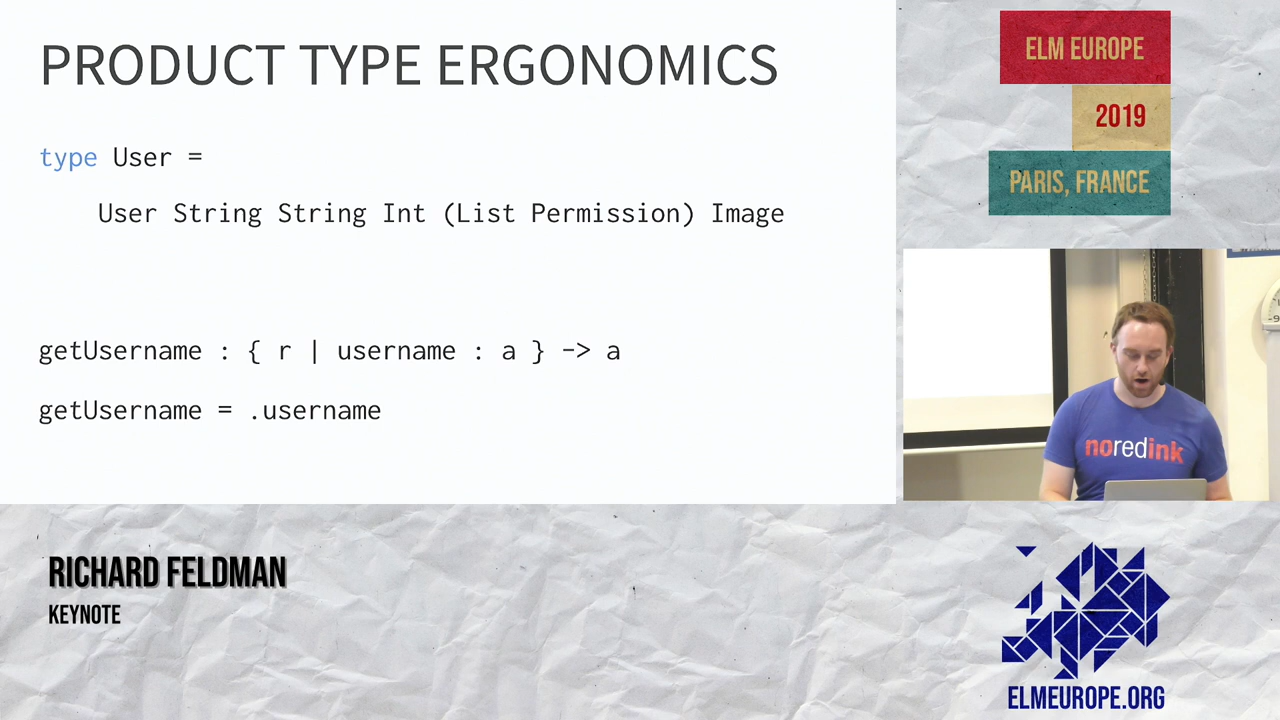 PRODUCT TYPE ERGONOMICS
type User =
User String String Int (List Permission) Image
getUsername : { r | username : a } -> a
getUsername = .username
ELM EUROPE
2019
PARIS, FRANCE
noredink
RICHARD FELDMAN
KEYNOTE
ELMEUROPE.ORG